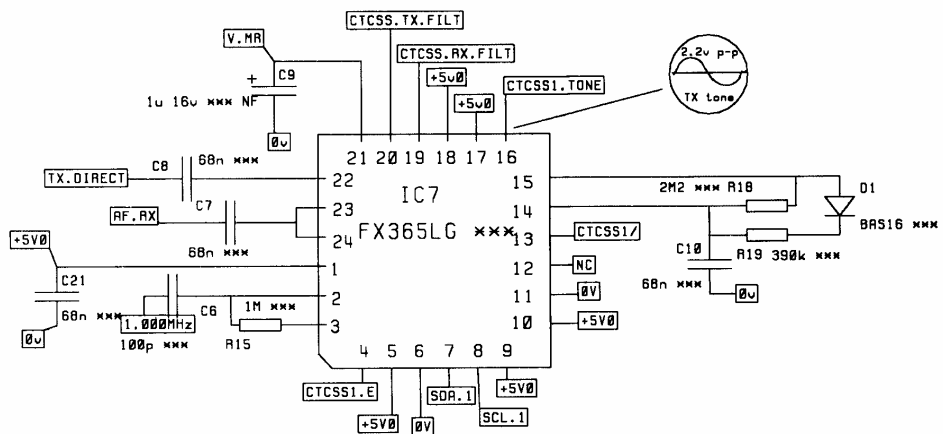 CTCSS.TX.FILT
V.MR
CTCSS.RX.FILT
2.2v p-p
TX tone
+ C9
1u 16v *** NF
+5v0
+5v0
CTCSS1.TONE
0v
21 20 19 18 17 16
C8 68n ***
TX.DIRECT
22
15
2M2 *** R18
D1
BAS16 ***
IC7
FX365LG ***
C7
RF.RX
23
14
24
13
CTCSS1/
68n ***
R19 390k ***
C10
68n ***
0v
+5V0
1
12
NC
C21
68n ***
0v
2
11
0V
C6
1.000MHz
100p ***
1M ***
R15
3
10
+5V0
4 5 6 7 8 9
CTCSS1.E
+5V0
0V
SDA.1
SCL.1
+5V0